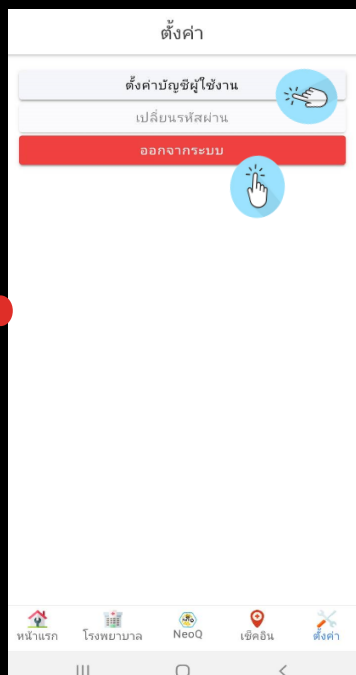 ตั้งค่า
ตั้งค่าบัญชีผู้ใช้งาน
เปลี่ยนรหัสผ่าน
ออกจากระบบ
หน้าแรก
โรงพยาบาล
NeoQ
เช็คอิน
ตั้งค่า